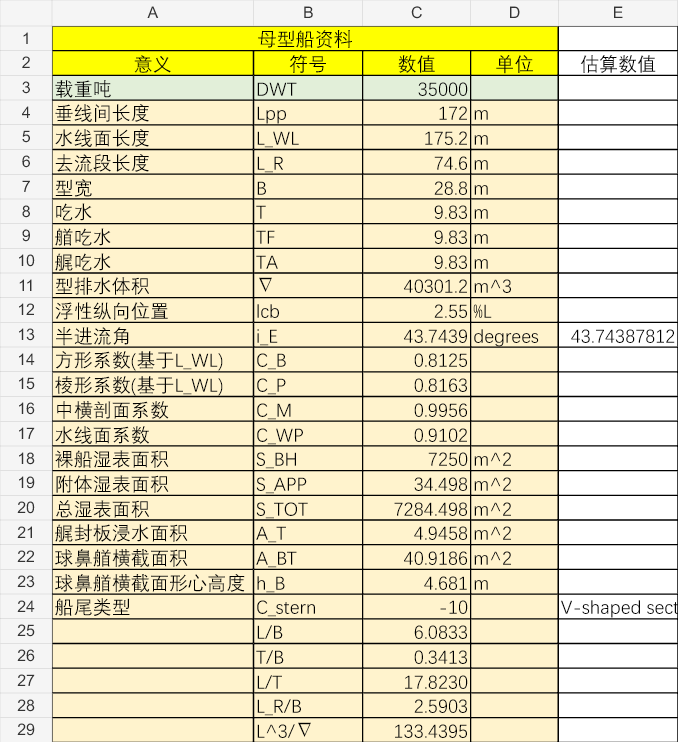 A B C D E
1 母型船资料
2 意义 符号 数值 单位 估算数值
3 载重吨 DWT 35000
4 垂线间长度 Lpp 172 m
5 水线面长度 L_WL 175.2 m
6 去流段长度 L_R 74.6 m
7 型宽 B 28.8 m
8 吃水 T 9.83 m
9 艏吃水 TF 9.83 m
10 艉吃水 TA 9.83 m
11 型排水体积 ∇ 40301.2 m^3
12 浮性纵向位置 lcb 2.55 %L
13 半进流角 i_E 43.7439 degrees 43.74387812
14 方形系数(基于L_WL) C_B 0.8125
15 棱形系数(基于L_WL) C_P 0.8163
16 中横剖面系数 C_M 0.9956
17 水线面系数 C_WP 0.9102
18 裸船湿表面积 S_BH 7250 m^2
19 附体湿表面积 S_APP 34.498 m^2
20 总湿表面积 S_TOT 7284.498 m^2
21 艉封板浸水面积 A_T 4.9458 m^2
22 球鼻艏横截面积 A_BT 40.9186 m^2
23 球鼻艏横截面形心高度 h_B 4.681 m
24 船尾类型 C_stern -10 V-shaped sect
25 L/B 6.0833
26 T/B 0.3413
27 L/T 17.8230
28 L_R/B 2.5903
29 L^3/∇ 133.4395